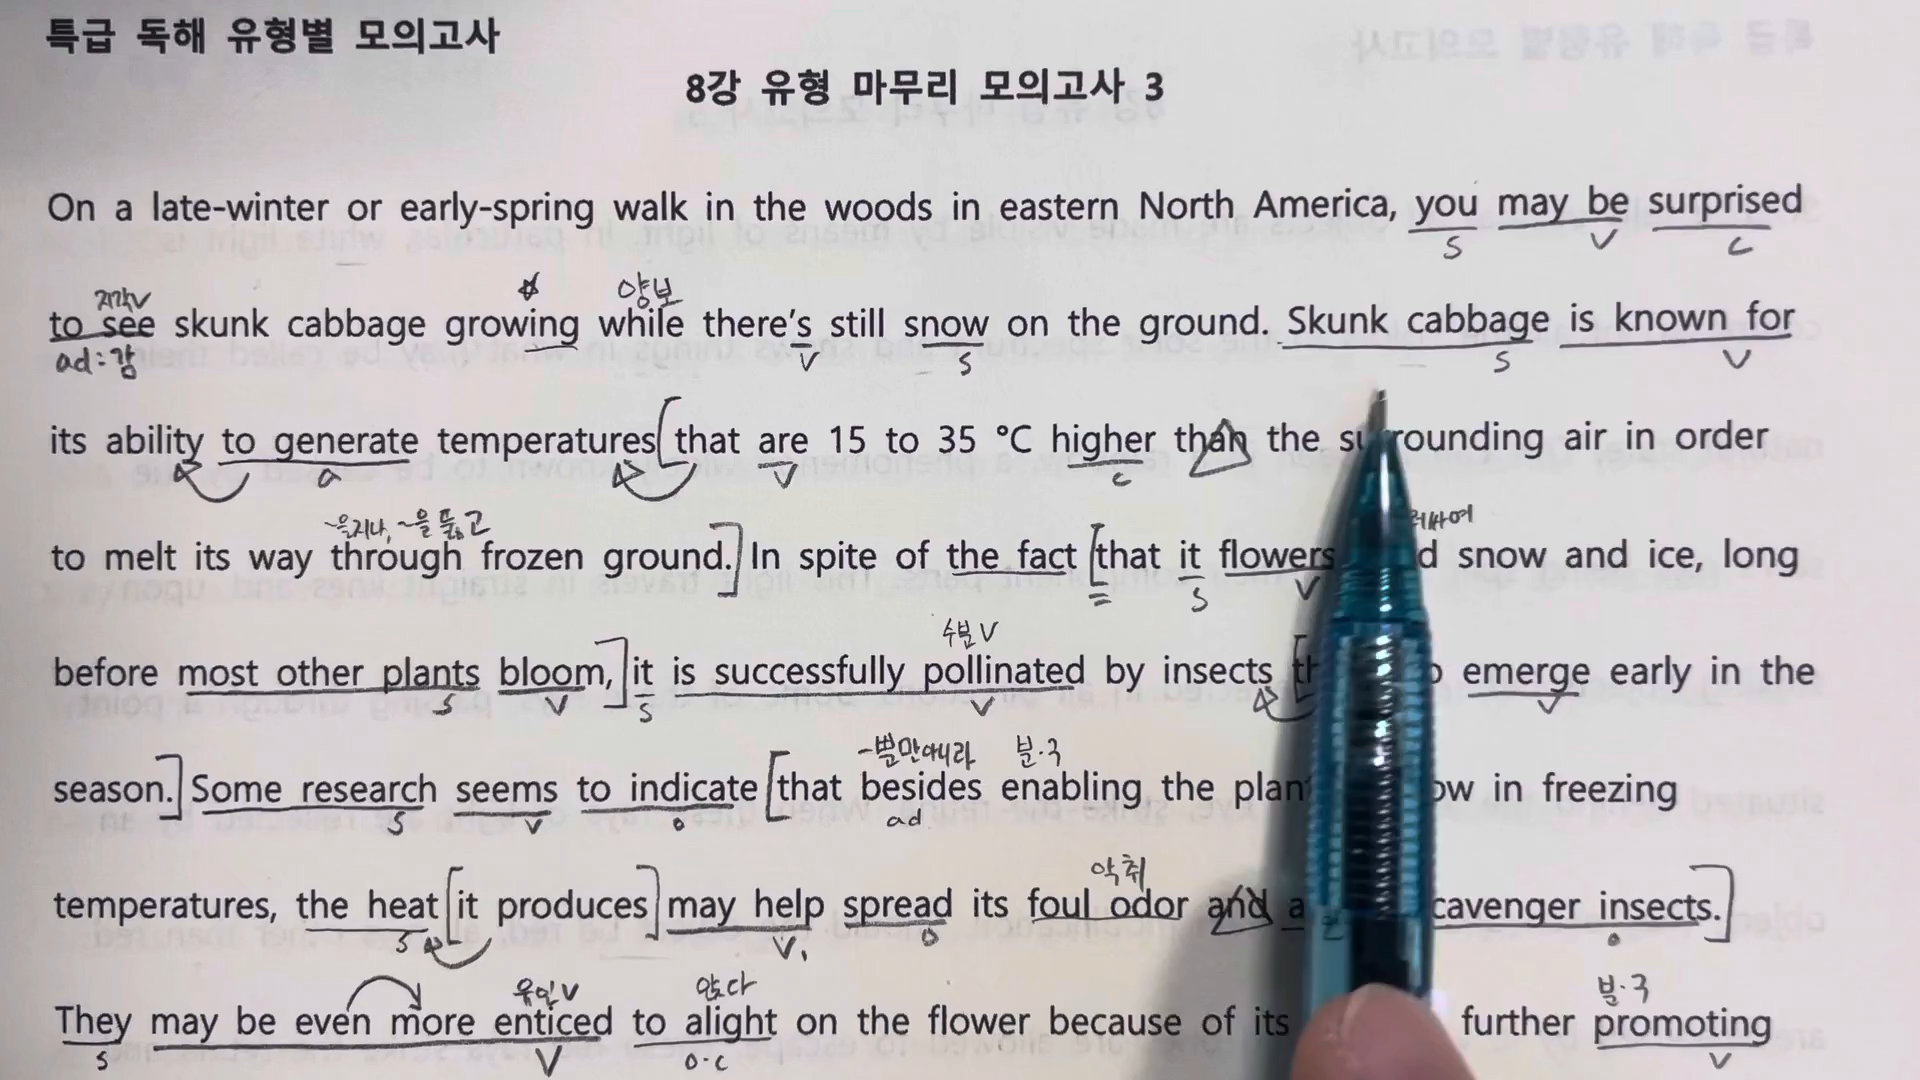 특급 독해 유형별 모의고사
8강 유형 마무리 모의고사 3
On a late-winter or early-spring walk in the woods in eastern North America, you may be surprised
S V C
지각V 양보
to see skunk cabbage growing while there's still snow on the ground. Skunk cabbage is known for
ad:감 V S S V
its ability to generate temperatures [that are 15 to 35 °C higher than the surrounding air in order
a V C
~을지나, ~을 뚫고
to melt its way through frozen ground.] In spite of the fact [that it flowers snow and ice, long
S V
수분V
before most other plants bloom,] it is successfully pollinated by insects emerge early in the
S V S V V
~뿐만아니라 분·구
season.] Some research seems to indicate [that besides enabling the in freezing
S V o ad
악취
temperatures, the heat [it produces] may help spread its foul odor and insects.]
S V o
유인V 앉다 분·구
They may be even more enticed to alight on the flower because of its further promoting
S V o·c V